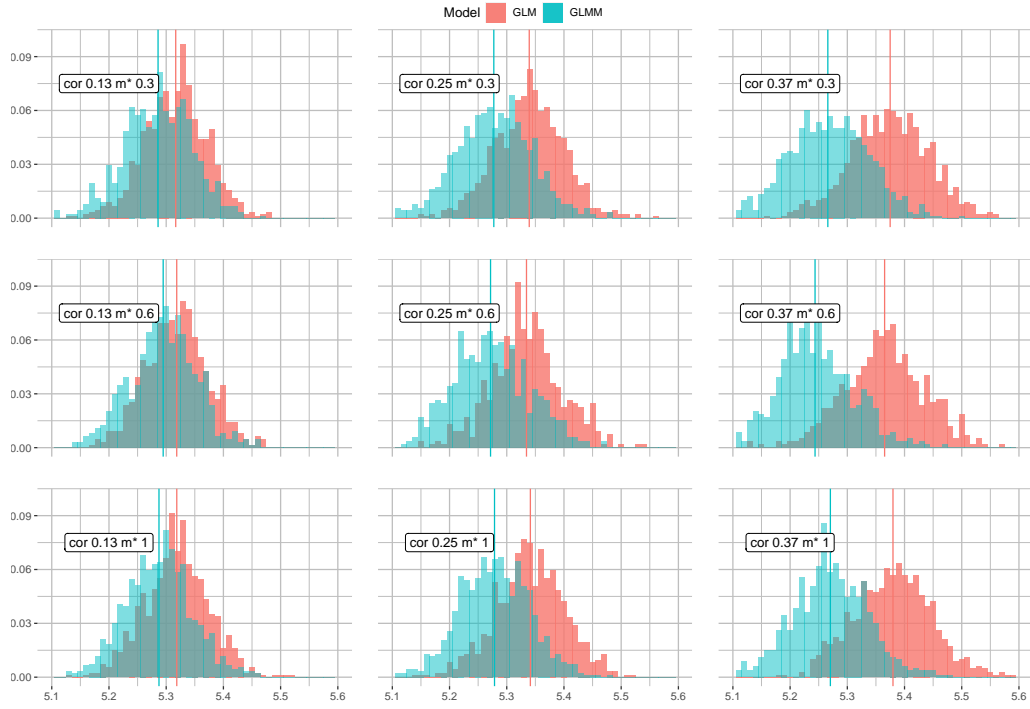 Model GLM GLMM
0.09
0.06
0.03
0.00
cor 0.13 m* 0.3
cor 0.25 m* 0.3
cor 0.37 m* 0.3
0.09
0.06
0.03
0.00
cor 0.13 m* 0.6
cor 0.25 m* 0.6
cor 0.37 m* 0.6
0.09
0.06
0.03
0.00
cor 0.13 m* 1
cor 0.25 m* 1
cor 0.37 m* 1
5.1 5.2 5.3 5.4 5.5 5.6
5.1 5.2 5.3 5.4 5.5 5.6
5.1 5.2 5.3 5.4 5.5 5.6